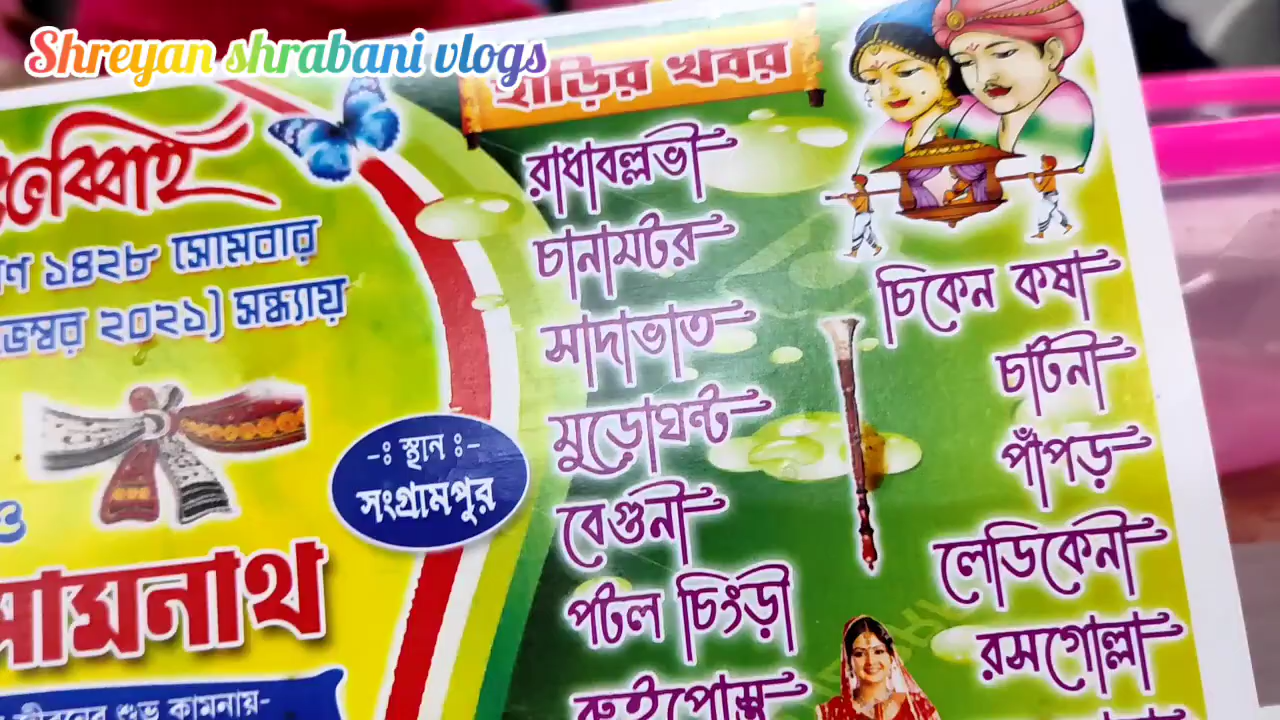 Shreyan shrabani vlogs
১৪২৮ সোমবার
২০২১) সন্ধ্যায়
-ঃ স্থান ঃ-
সংগ্রামপুর
ও
শুভ কামনায়-
হাঁড়ির খবর
রাধাবল্লভী
চানামটর
সাদাভাত
মুড়োঘন্ট
বেগুনী
পটল চিংড়ী
রুইপোস্ত
চিকেন কষা
চাটনী
পাঁপড়
লেডিকেনী
রসগোল্লা